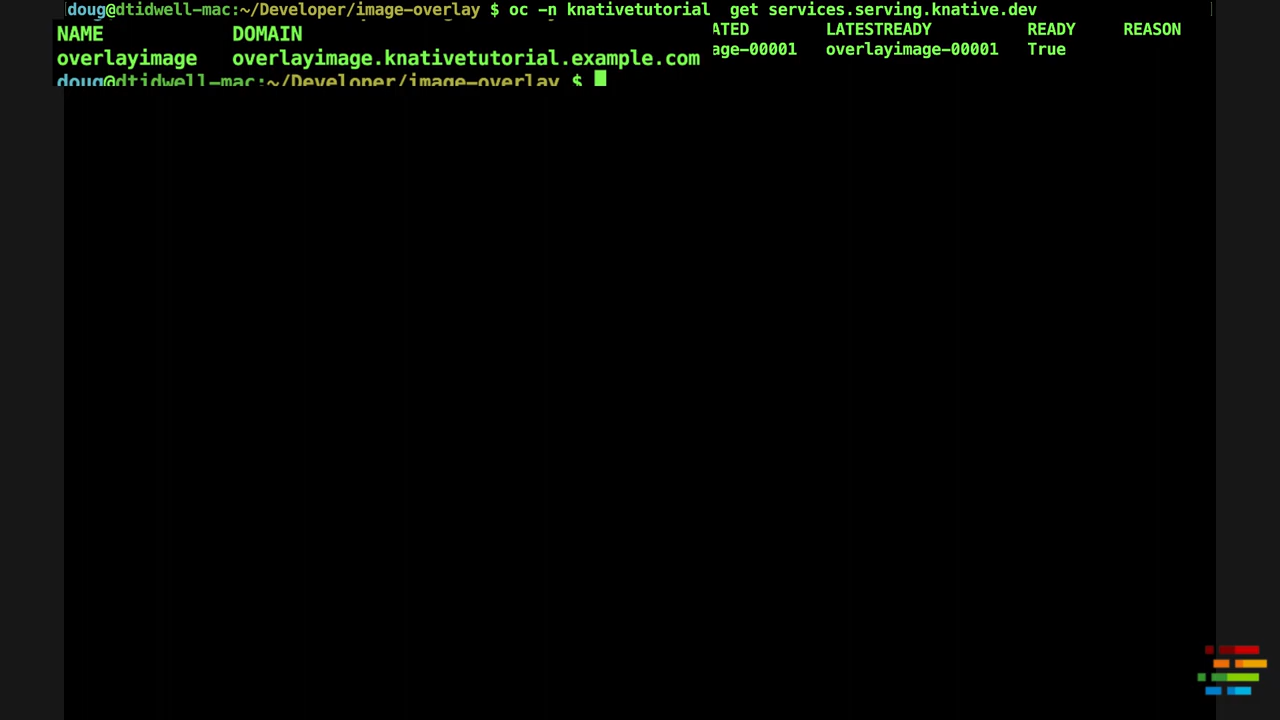 doug@dtidwell-mac:~/Developer/image-overlay $ oc -n knativetutorial  get services.serving.knative.dev
NAME DOMAIN ATED LATESTREADY READY REASON
overlayimage overlayimage.knativetutorial.example.com age-00001 overlayimage-00001 True
doug@dtidwell-mac:~/Developer/image-overlay $